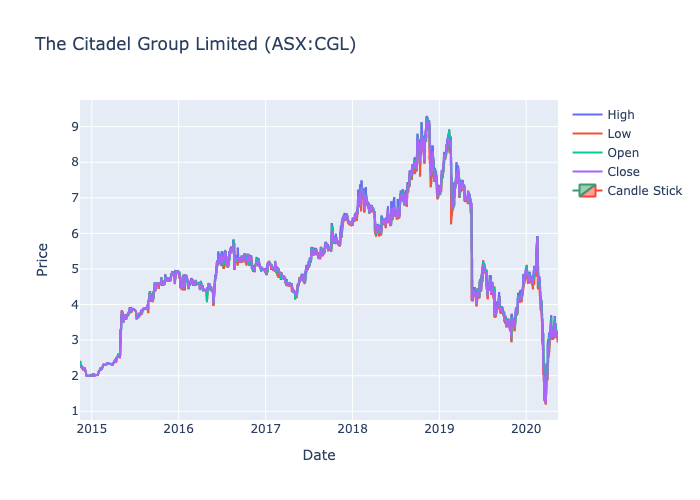 The Citadel Group Limited (ASX:CGL)
High
Low
Open
Close
Candle Stick
9
8
7
6
5
4
3
2
1
Price
2015 2016 2017 2018 2019 2020
Date